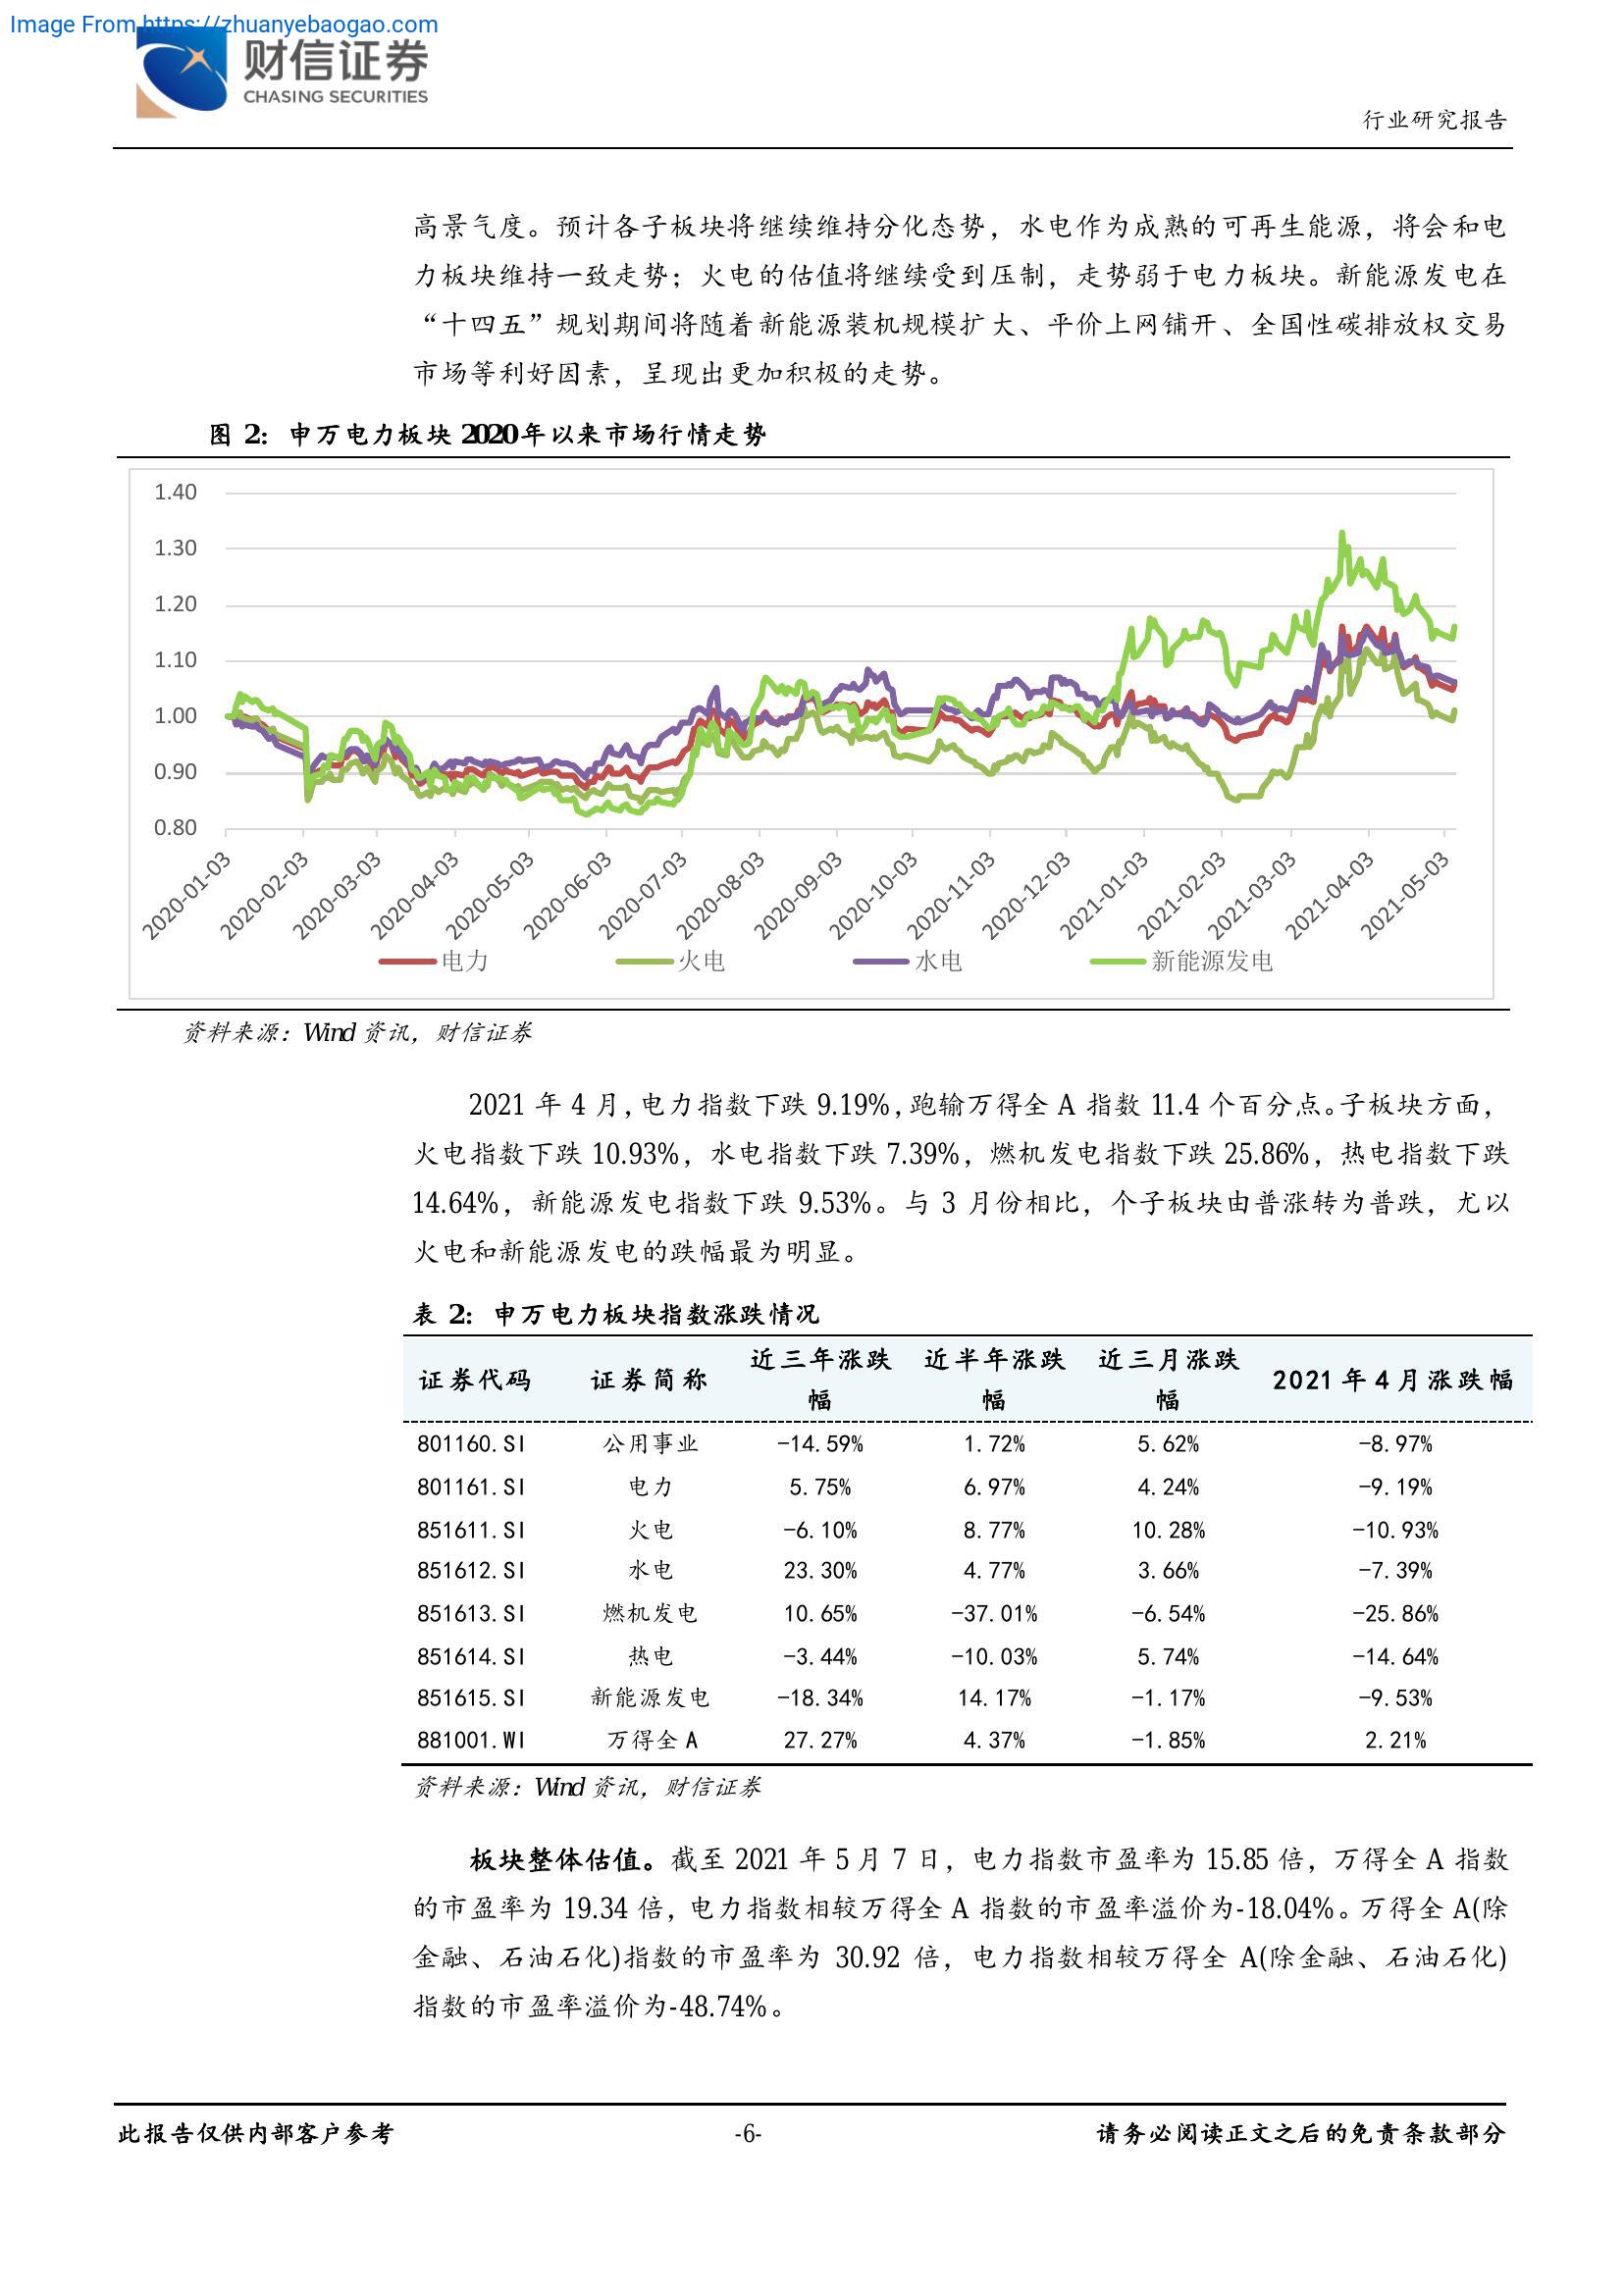 Image From https://zhuanyebaogao.com
财信证券
CHASING SECURITIES
行业研究报告
高景气度。预计各子板块将继续维持分化态势，水电作为成熟的可再生能源，将会和电
力板块维持一致走势；火电的估值将继续受到压制，走势弱于电力板块。新能源发电在
“十四五”规划期间将随着新能源装机规模扩大、平价上网铺开、全国性碳排放权交易
市场等利好因素，呈现出更加积极的走势。
图 2：申万电力板块 2020年以来市场行情走势
1.40
1.30
1.20
1.10
1.00
0.90
0.80
2020-01-03 2020-02-03 2020-03-03 2020-04-03 2020-05-03 2020-06-03 2020-07-03 2020-08-03 2020-09-03 2020-10-03 2020-11-03 2020-12-03 2021-01-03 2021-02-03 2021-03-03 2021-04-03 2021-05-03
电力 火电 水电 新能源发电
资料来源：Wind 资讯，财信证券
2021 年 4 月，电力指数下跌 9.19%，跑输万得全 A 指数 11.4 个百分点。子板块方面，
火电指数下跌 10.93%，水电指数下跌 7.39%，燃机发电指数下跌 25.86%，热电指数下跌
14.64%，新能源发电指数下跌 9.53%。与 3 月份相比，个子板块由普涨转为普跌，尤以
火电和新能源发电的跌幅最为明显。
表 2：申万电力板块指数涨跌情况
证券代码 证券简称 近三年涨跌幅 近半年涨跌幅 近三月涨跌幅 2021 年 4 月涨跌幅
801160.SI 公用事业 -14.59% 1.72% 5.62% -8.97%
801161.SI 电力 5.75% 6.97% 4.24% -9.19%
851611.SI 火电 -6.10% 8.77% 10.28% -10.93%
851612.SI 水电 23.30% 4.77% 3.66% -7.39%
851613.SI 燃机发电 10.65% -37.01% -6.54% -25.86%
851614.SI 热电 -3.44% -10.03% 5.74% -14.64%
851615.SI 新能源发电 -18.34% 14.17% -1.17% -9.53%
881001.WI 万得全 A 27.27% 4.37% -1.85% 2.21%
资料来源：Wind 资讯，财信证券
板块整体估值。截至 2021 年 5 月 7 日，电力指数市盈率为 15.85 倍，万得全 A 指数
的市盈率为 19.34 倍，电力指数相较万得全 A 指数的市盈率溢价为-18.04%。万得全 A(除
金融、石油石化)指数的市盈率为 30.92 倍，电力指数相较万得全 A(除金融、石油石化)
指数的市盈率溢价为-48.74%。
此报告仅供内部客户参考 -6- 请务必阅读正文之后的免责条款部分